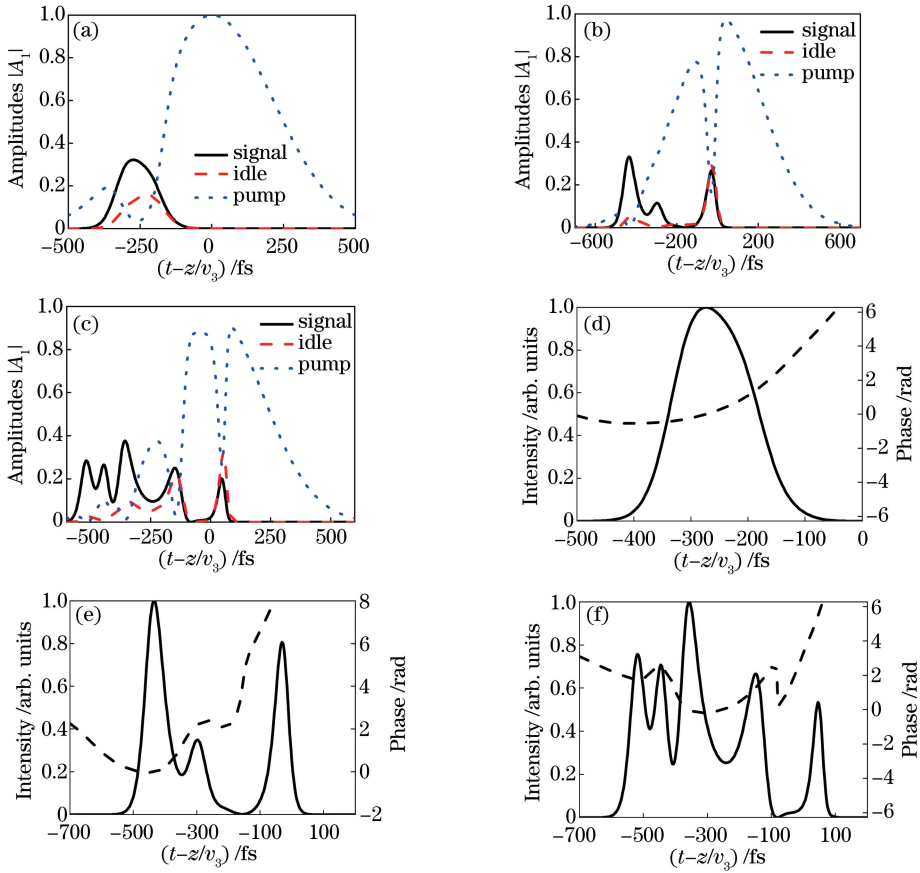 (a)
1.0
0.8
0.6
0.4
0.2
0
Amplitudes |A₁|
signal
idle
pump
−500 −250 0 250 500
(t−z/v₃) /fs
(b)
1.0
0.8
0.6
0.4
0.2
0
Amplitudes |A₁|
signal
idle
pump
−600 −200 200 600
(t−z/v₃) /fs
(c)
1.0
0.8
0.6
0.4
0.2
0
Amplitudes |A₁|
signal
idle
pump
−500 −250 0 250 500
(t−z/v₃) /fs
(d)
1.0
0.8
0.6
0.4
0.2
0
Intensity /arb. units
6
4
2
0
−2
−4
−6
Phase /rad
−500 −400 −300 −200 −100 0
(t−z/v₃) /fs
(e)
1.0
0.8
0.6
0.4
0.2
0
Intensity /arb. units
8
6
4
2
0
−2
Phase /rad
−700 −500 −300 −100 100
(t−z/v₃) /fs
(f)
1.0
0.8
0.6
0.4
0.2
0
Intensity /arb. units
6
4
2
0
−2
−4
−6
Phase /rad
−700 −500 −300 −100 100
(t−z/v₃) /fs